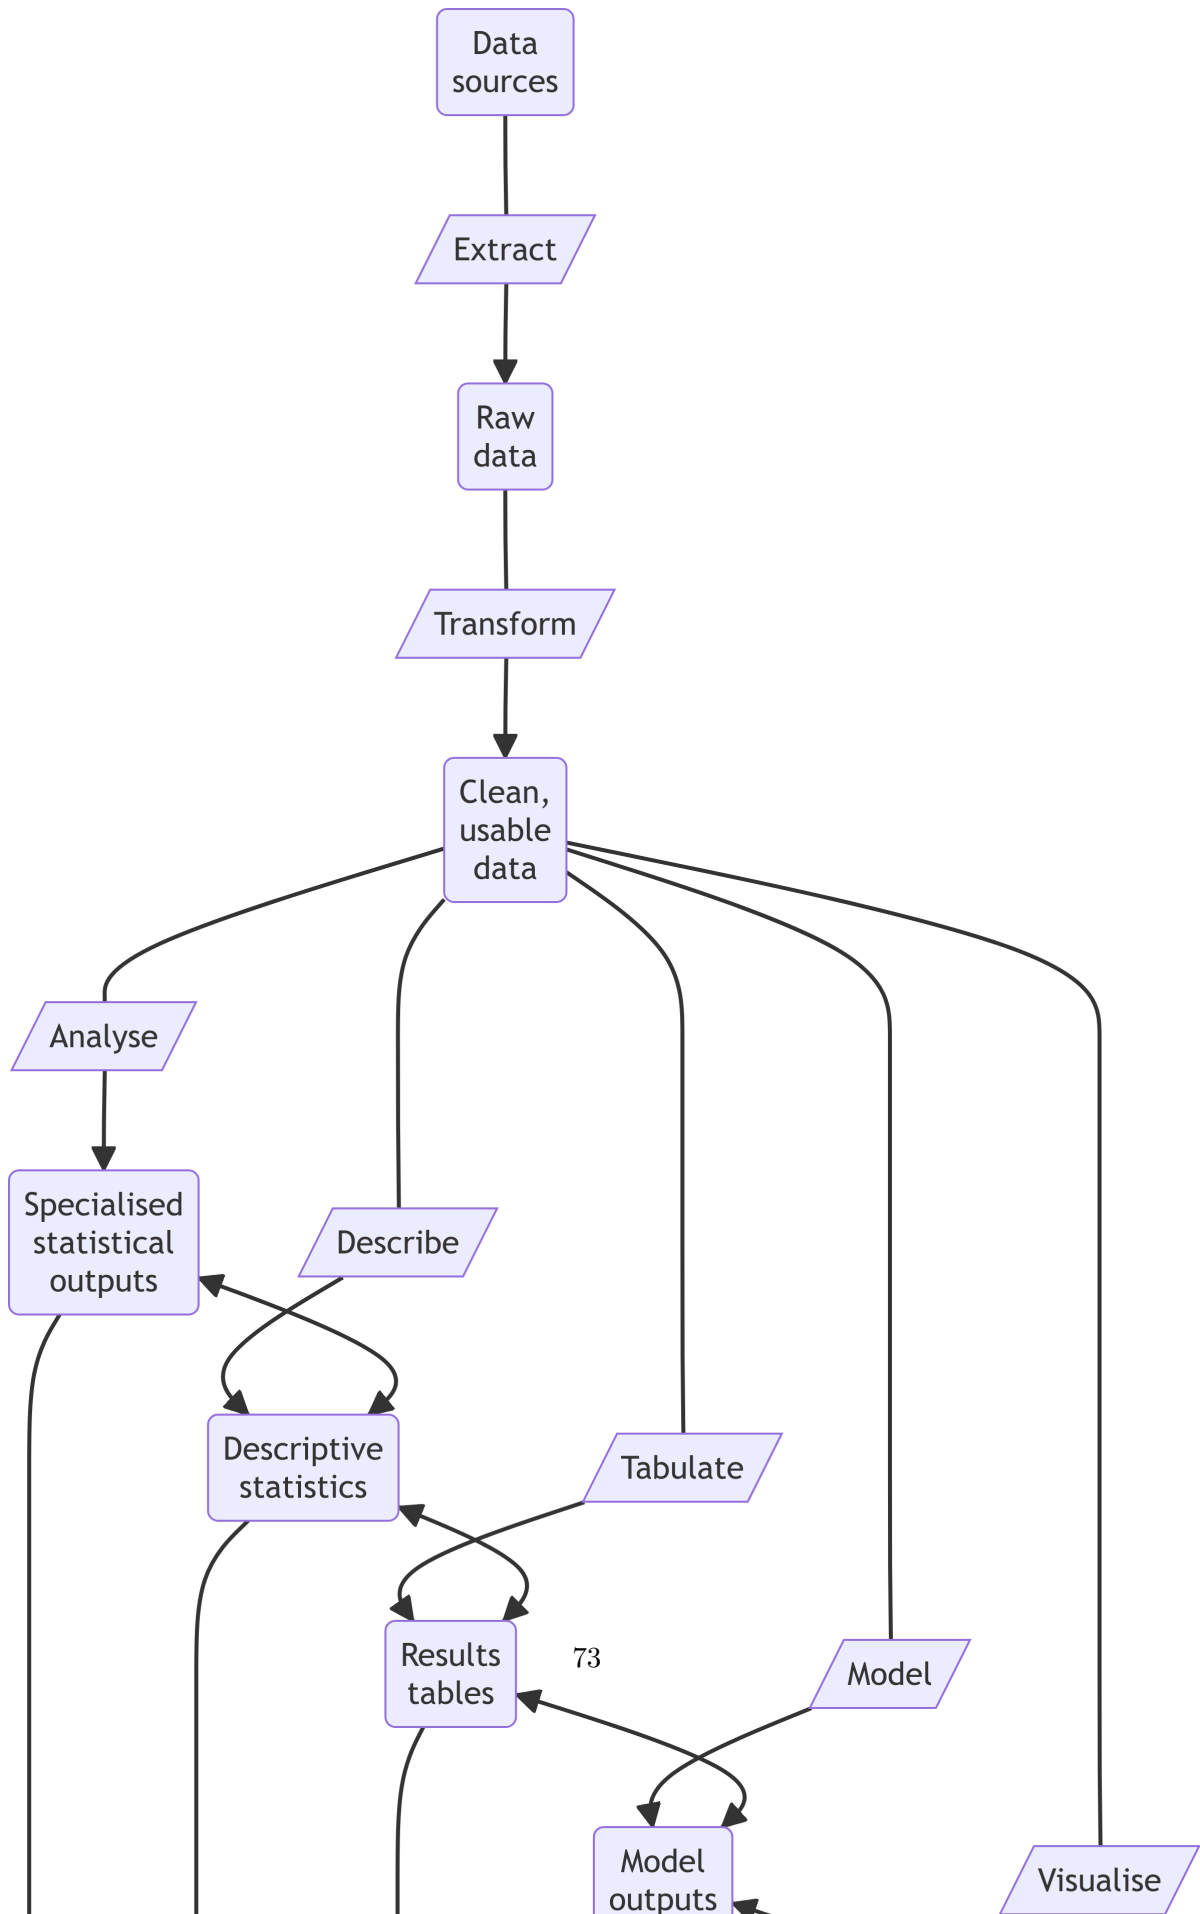 Data
sources
Extract
Raw
data
Transform
Clean,
usable
data
Analyse
Specialised
statistical
outputs
Describe
Descriptive
statistics
Tabulate
Results
tables
73
Model
Model
outputs
Visualise